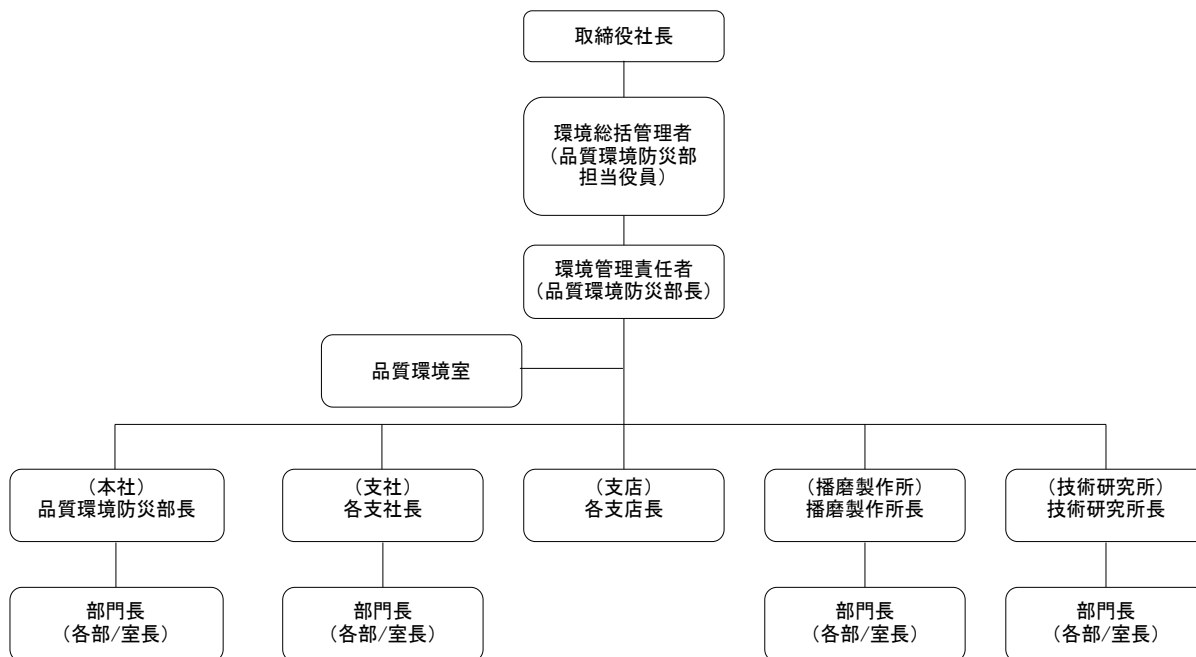 取締役社長
環境総括管理者
（品質環境防災部
担当役員）
環境管理責任者
（品質環境防災部長）
品質環境室
（本社）
品質環境防災部長
（支社）
各支社長
（支店）
各支店長
（播磨製作所）
播磨製作所長
（技術研究所）
技術研究所長
部門長
（各部/室長）
部門長
（各部/室長）
部門長
（各部/室長）
部門長
（各部/室長）